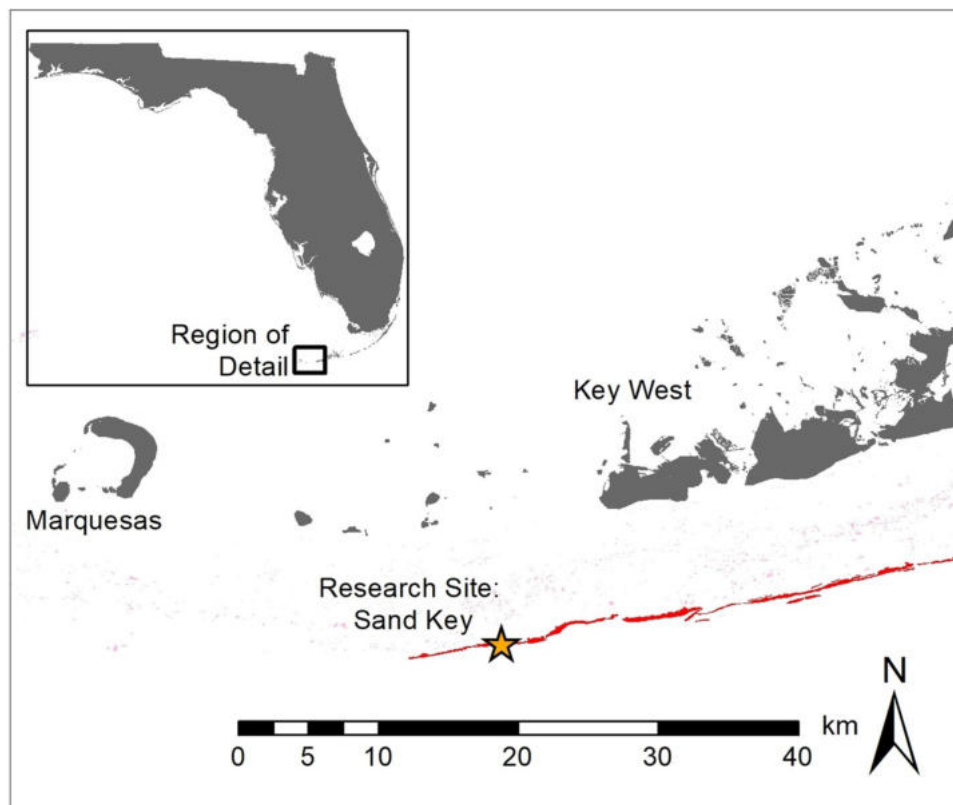 Region of
Detail
Key West
Marquesas
Research Site:
Sand Key
N
km
0 5 10 20 30 40